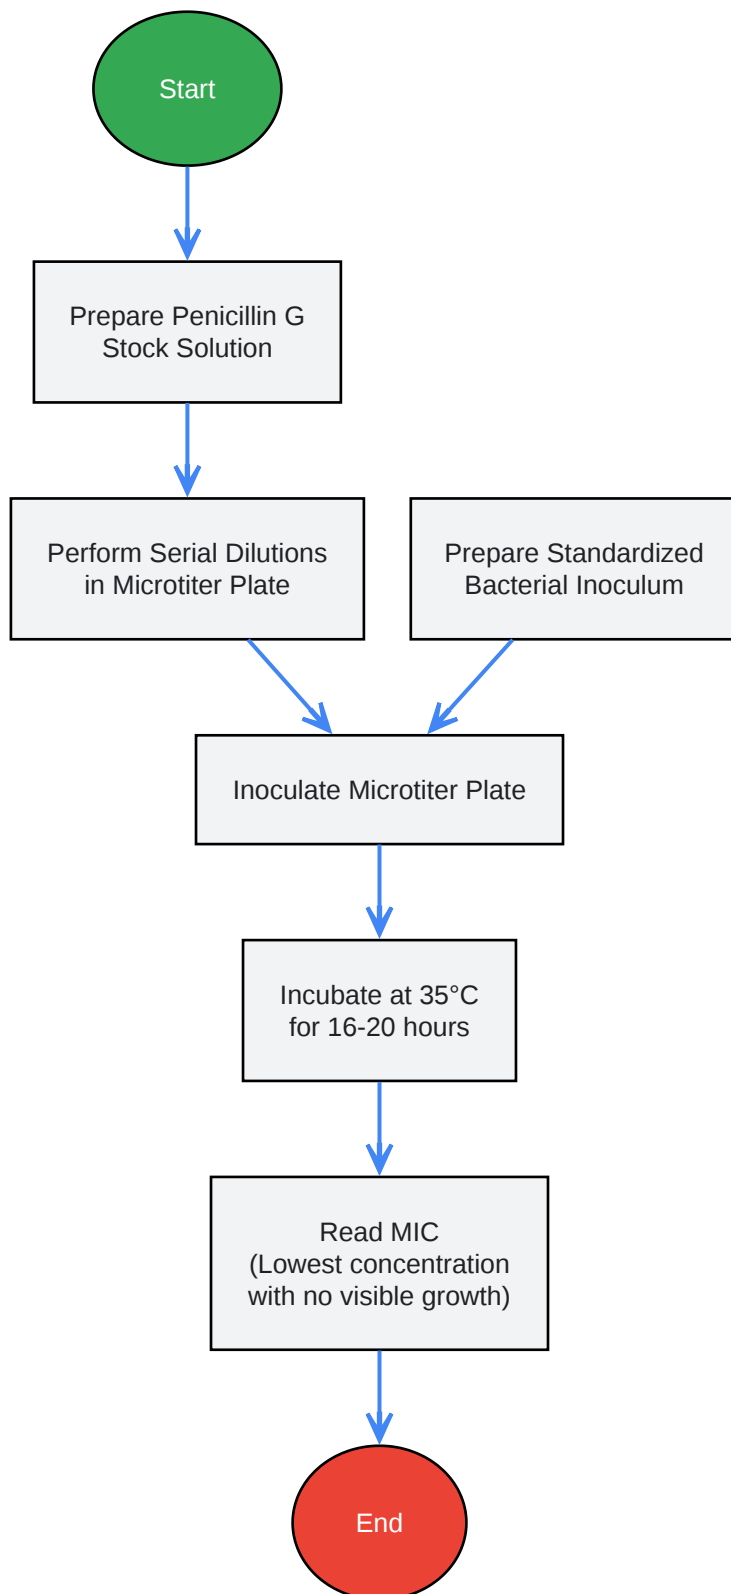 Start
Prepare Penicillin G
Stock Solution
Perform Serial Dilutions
in Microtiter Plate
Prepare Standardized
Bacterial Inoculum
Inoculate Microtiter Plate
Incubate at 35°C
for 16-20 hours
Read MIC
(Lowest concentration
with no visible growth)
End